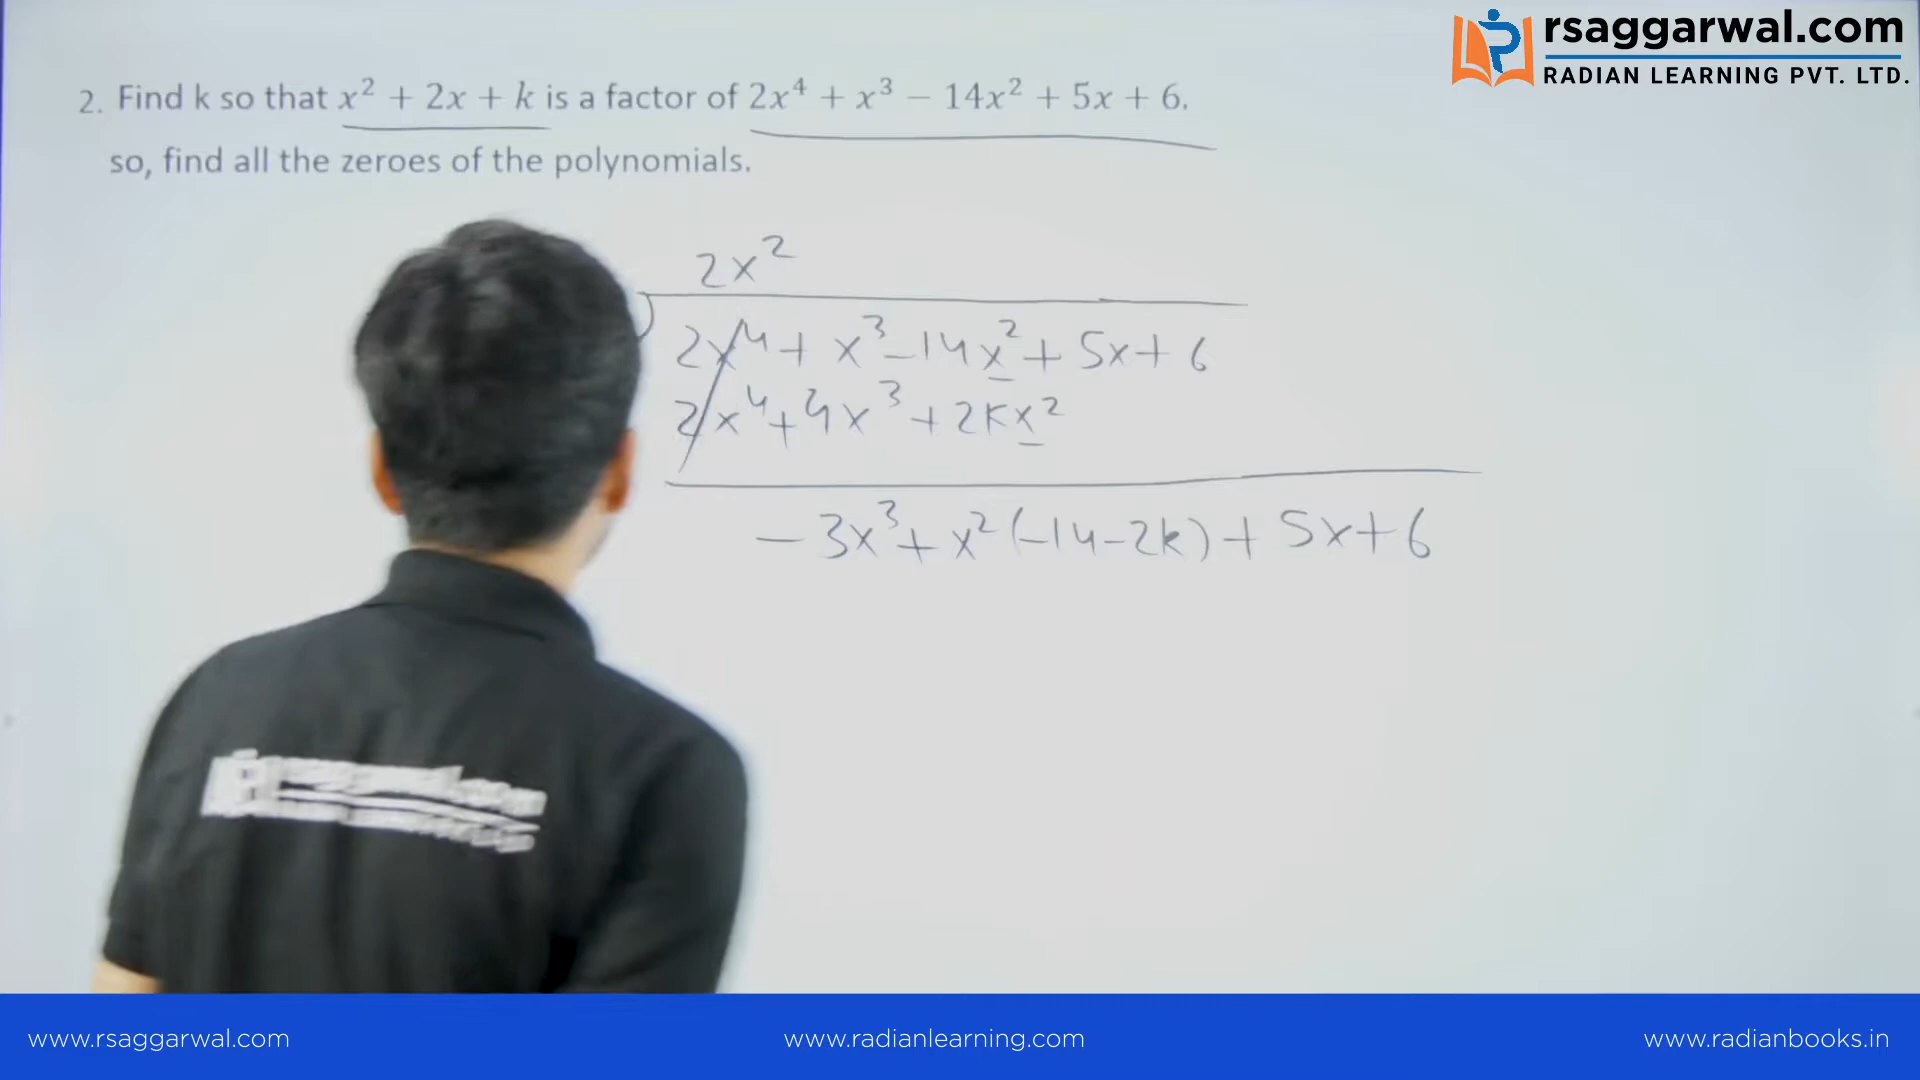 rsaggarwal.com
RADIAN LEARNING PVT. LTD.
2. Find k so that x² + 2x + k is a factor of 2x⁴ + x³ − 14x² + 5x + 6.
so, find all the zeroes of the polynomials.
2x²
2x⁴ + x³ - 14x² + 5x + 6
2x⁴ + 4x³ + 2kx²
- 3x³ + x² (-14-2k) + 5x + 6
www.rsaggarwal.com
www.radianlearning.com
www.radianbooks.in